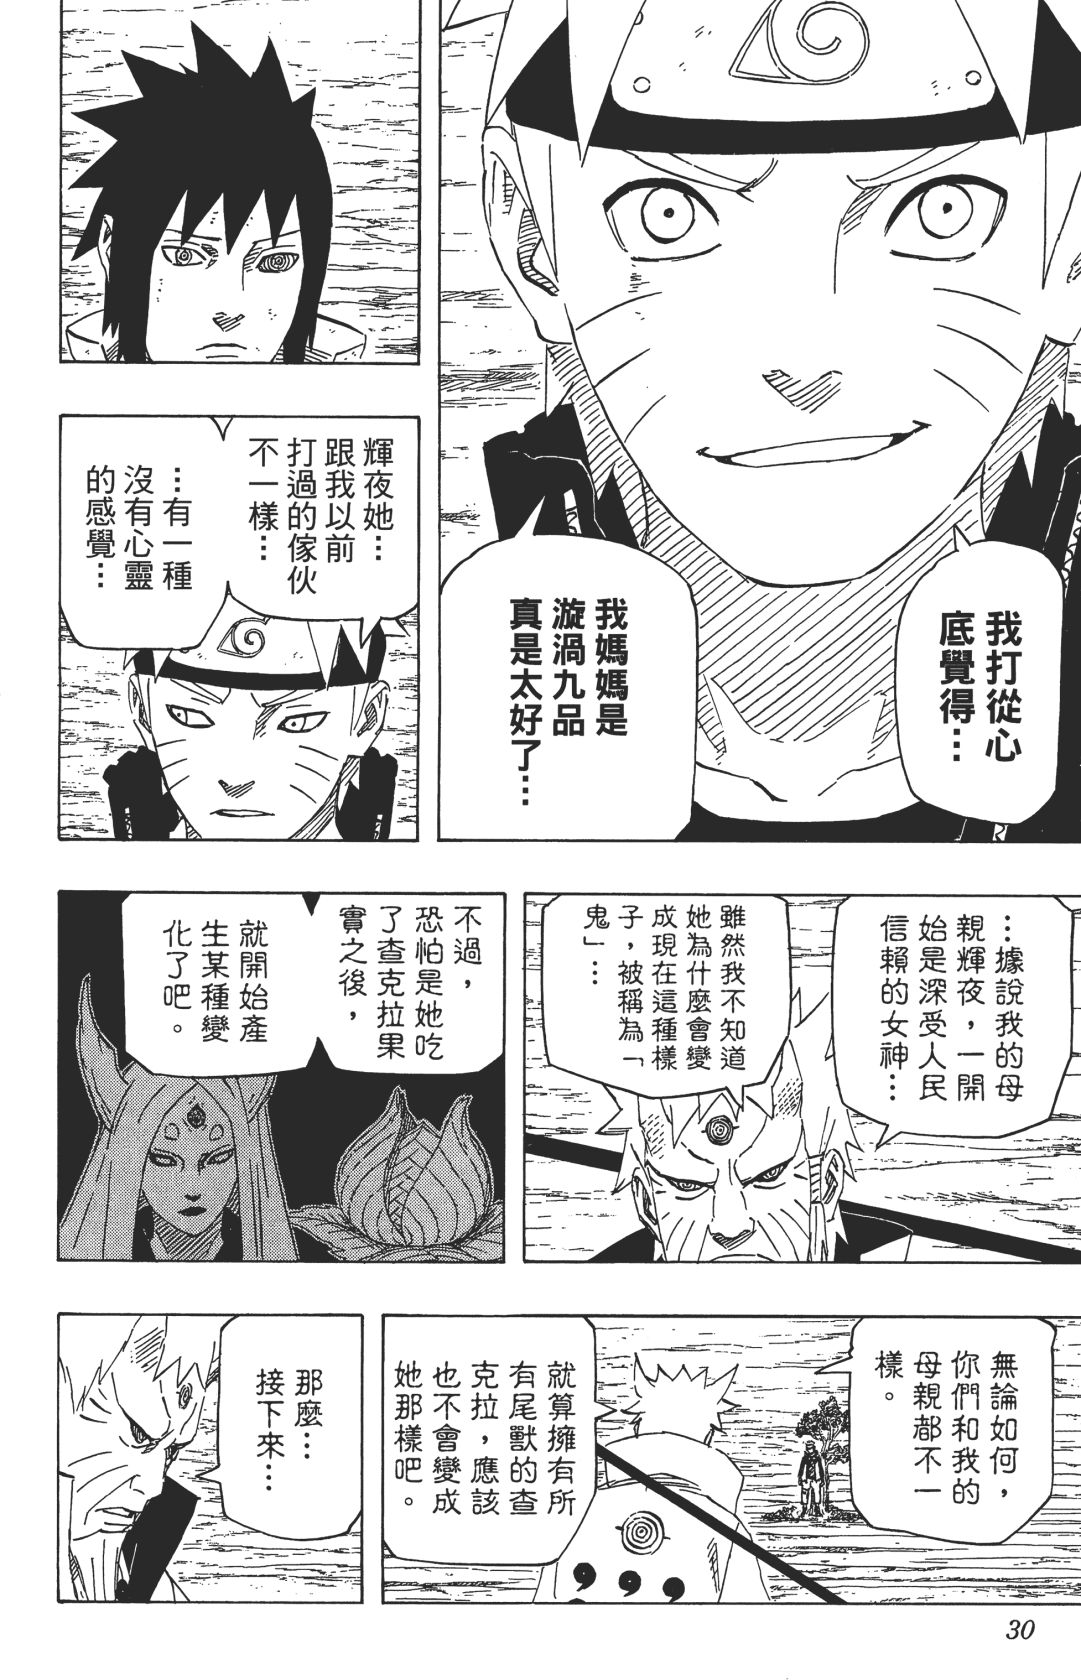 我打從心
底覺得…
我媽媽是
漩渦九品
真是太好了…
輝夜她…
跟我以前
打過的傢伙
不一樣…
…有一種
沒有心靈
的感覺…
…據說我的母
親輝夜，一開
始是深受人民
信賴的女神…
雖然我不知道
她為什麼會變
成現在這種樣
子，被稱為「
鬼」…
不過，
恐怕是她吃
了查克拉果
實之後，
就開始產
生某種變
化了吧。
無論如何，
你們和我的
母親都不一
樣。
就算擁有所
有尾獸的查
克拉，應該
也不會變成
她那樣吧。
那麼…
接下來…
30